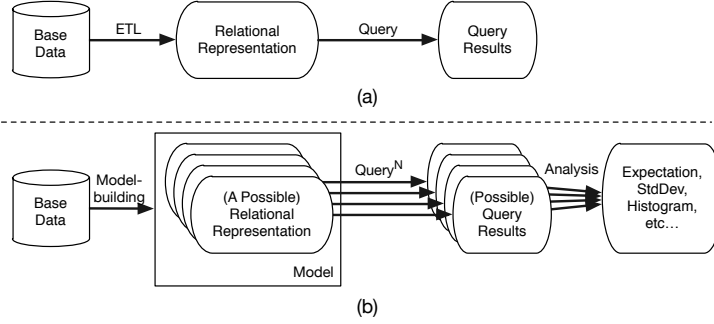 Base
Data
ETL
Relational
Representation
Query
Query
Results
(a)
Base
Data
Model-
building
(A Possible)
Relational
Representation
Model
Query^N
(Possible)
Query
Results
Analysis
Expectation,
StdDev,
Histogram,
etc...
(b)